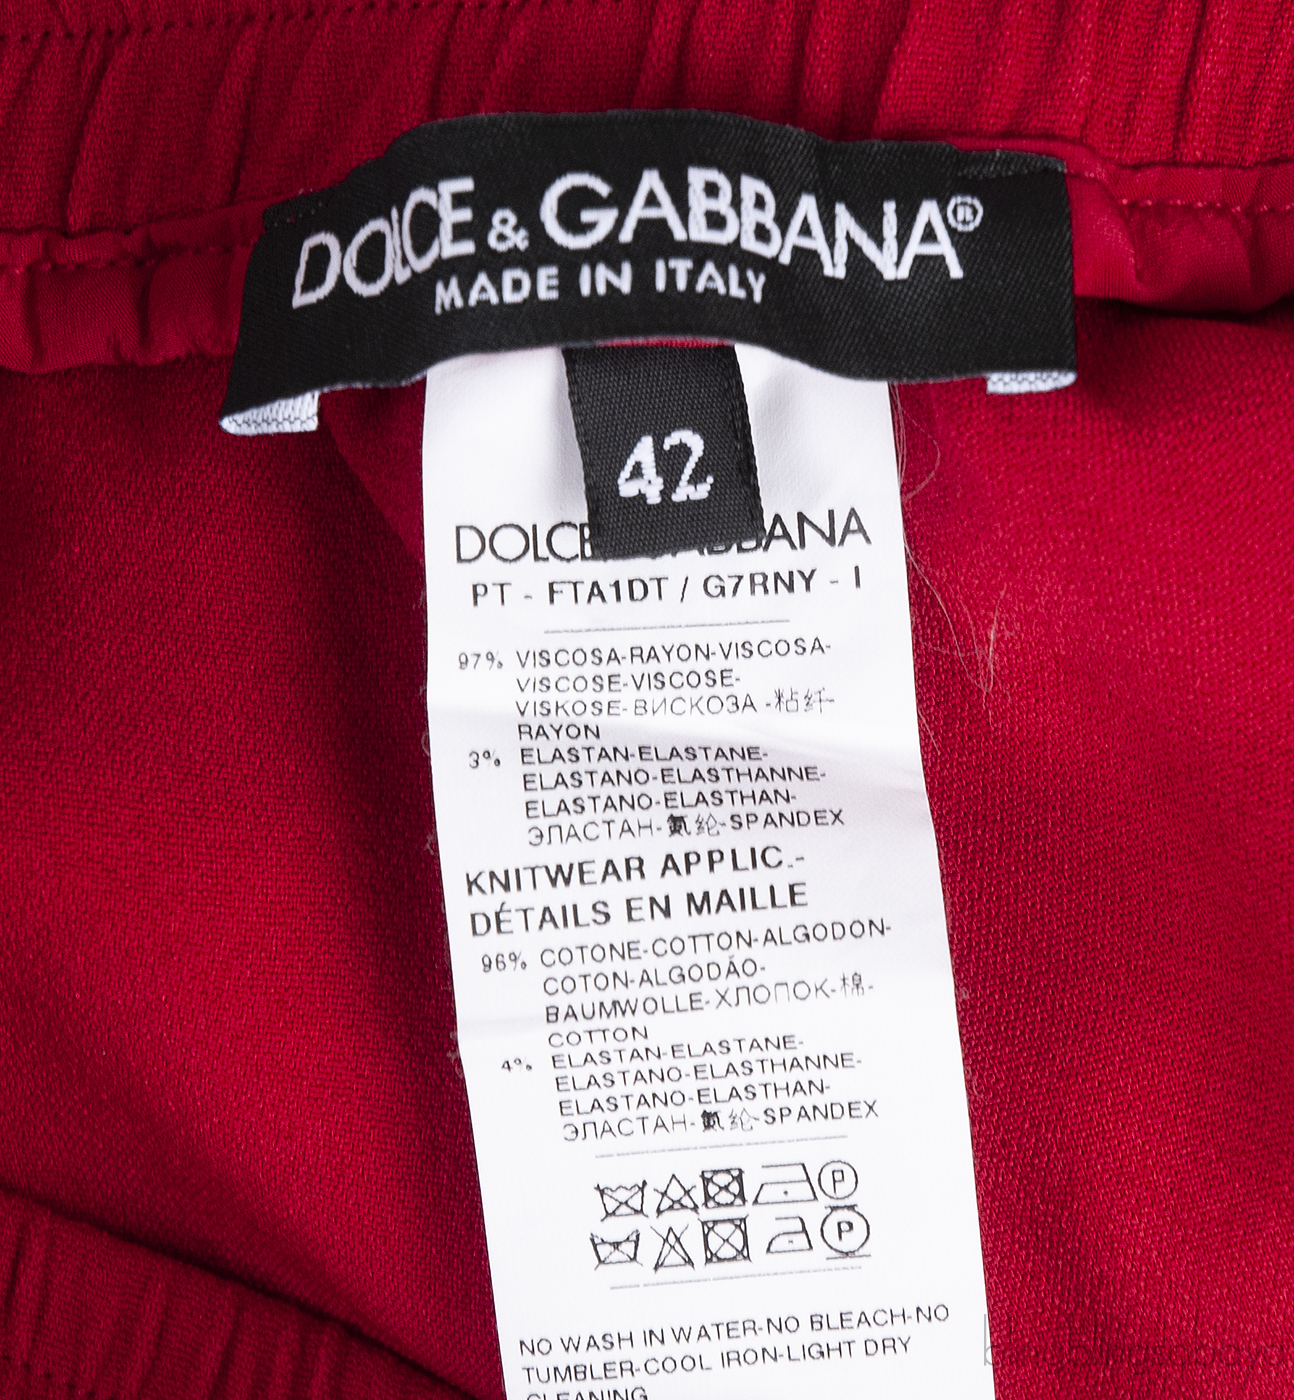 DOLCE & GABBANA®
MADE IN ITALY
42
DOLCE GABBANA
PT - FTA1DT / G7RNY - I
97% VISCOSA-RAYON-VISCOSA-
VISCOSE-VISCOSE-
VISKOSE-ВИСКОЗА-粘纤-
RAYON
3% ELASTAN-ELASTANE-
ELASTANO-ELASTHANNE-
ELASTANO-ELASTHAN-
ЭЛАСТАН-氨纶-SPANDEX
KNITWEAR APPLIC.-
DÉTAILS EN MAILLE
96% COTONE-COTTON-ALGODON-
COTON-ALGODÃO-
BAUMWOLLE-ХЛОПОК-棉-
COTTON
4% ELASTAN-ELASTANE-
ELASTANO-ELASTHANNE-
ELASTANO-ELASTHAN-
ЭЛАСТАН-氨纶-SPANDEX
P
P
NO WASH IN WATER-NO BLEACH-NO
TUMBLER-COOL IRON-LIGHT DRY
CLEANING